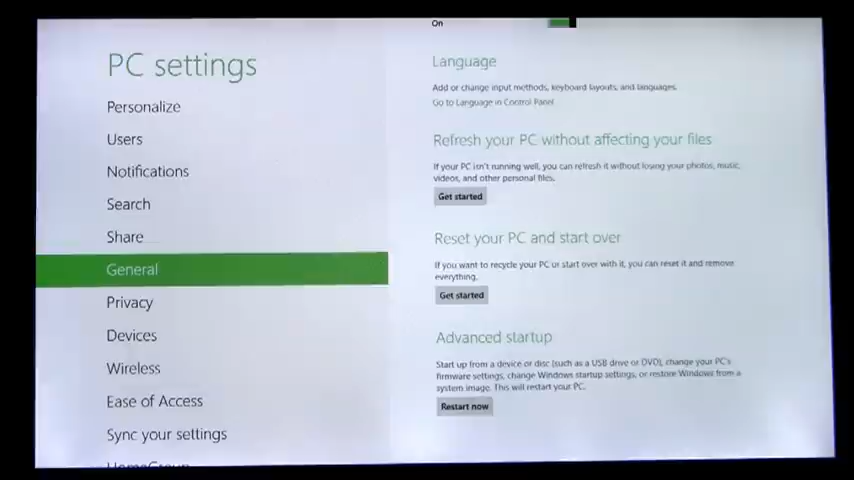 On
PC settings
Personalize
Users
Notifications
Search
Share
General
Privacy
Devices
Wireless
Ease of Access
Sync your settings
HomeGroup
Language
Add or change input methods, keyboard layouts, and languages.
Go to Language in Control Panel
Refresh your PC without affecting your files
If your PC isn't running well, you can refresh it without losing your photos, music,
videos, and other personal files.
Get started
Reset your PC and start over
If you want to recycle your PC or start over with it, you can reset it and remove
everything.
Get started
Advanced startup
Start up from a device or disc (such as a USB drive or DVD), change your PC's
firmware settings, change Windows startup settings, or restore Windows from a
system image. This will restart your PC.
Restart now